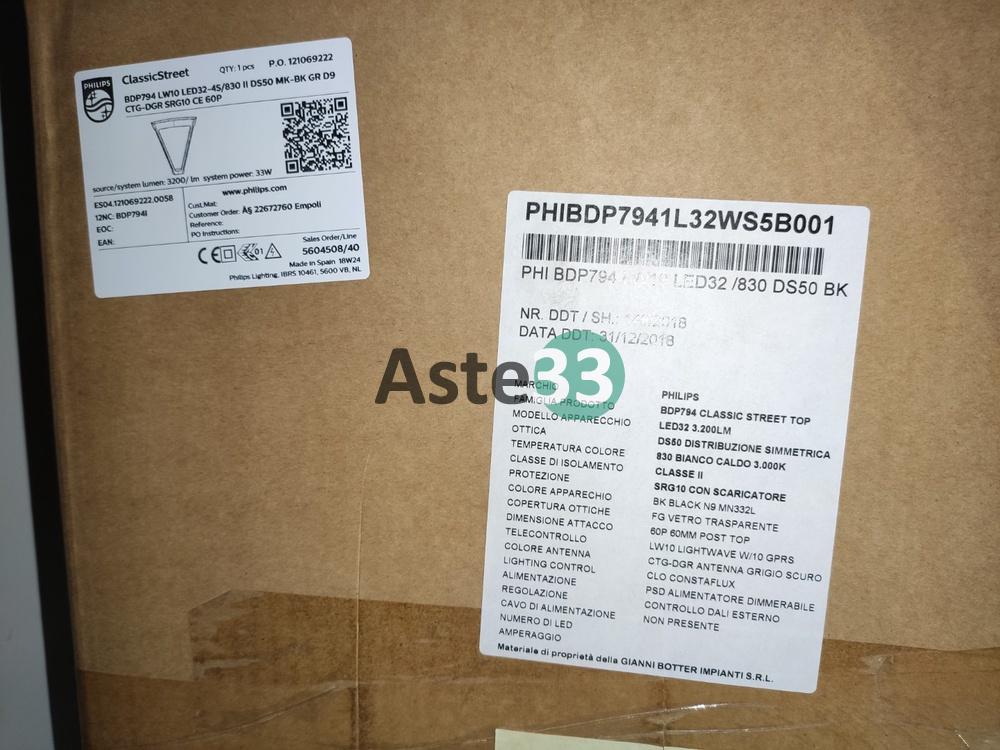 PHILIPS
ClassicStreet
QTY: 1 pcs P.O. 121069222
BDP794 LW10 LED32-4S/830 II DS50 MK-BK GR D9
CTG-DGR SRG10 CE 60P
source/system lumen: 3200/ lm system power: 33W
www.philips.com
ES04.121069222.0058
12NC: BDP794I
EOC:
EAN:
Cust.Mat:
Customer Order: Â§ 22672760 Empoli
Reference:
PO Instructions:
Sales Order/Line
5604508/40
CE 01
Made in Spain 18W24
Philips Lighting, IBRS 10461, 5600 VB, NL
PHIBDP7941L32WS5B001
PHI BDP794 LED32 /830 DS50 BK
NR. DDT / SH.: /2018
DATA DDT: 31/12/2018
Aste33
MARCHIO PHILIPS
FAMIGLIA PRODOTTO BDP794 CLASSIC STREET TOP
MODELLO APPARECCHIO LED32 3.200LM
OTTICA DS50 DISTRIBUZIONE SIMMETRICA
TEMPERATURA COLORE 830 BIANCO CALDO 3.000K
CLASSE DI ISOLAMENTO CLASSE II
PROTEZIONE SRG10 CON SCARICATORE
COLORE APPARECHIO BK BLACK N9 MN332L
COPERTURA OTTICHE FG VETRO TRASPARENTE
DIMENSIONE ATTACCO 60P 60MM POST TOP
TELECONTROLLO LW10 LIGHTWAVE W/10 GPRS
COLORE ANTENNA CTG-DGR ANTENNA GRIGIO SCURO
LIGHTING CONTROL CLO CONSTAFLUX
ALIMENTAZIONE PSD ALIMENTATORE DIMMERABILE
REGOLAZIONE CONTROLLO DALI ESTERNO
CAVO DI ALIMENTAZIONE NON PRESENTE
NUMERO DI LED
AMPERAGGIO
Materiale di proprietà della GIANNI BOTTER IMPIANTI S.R.L.